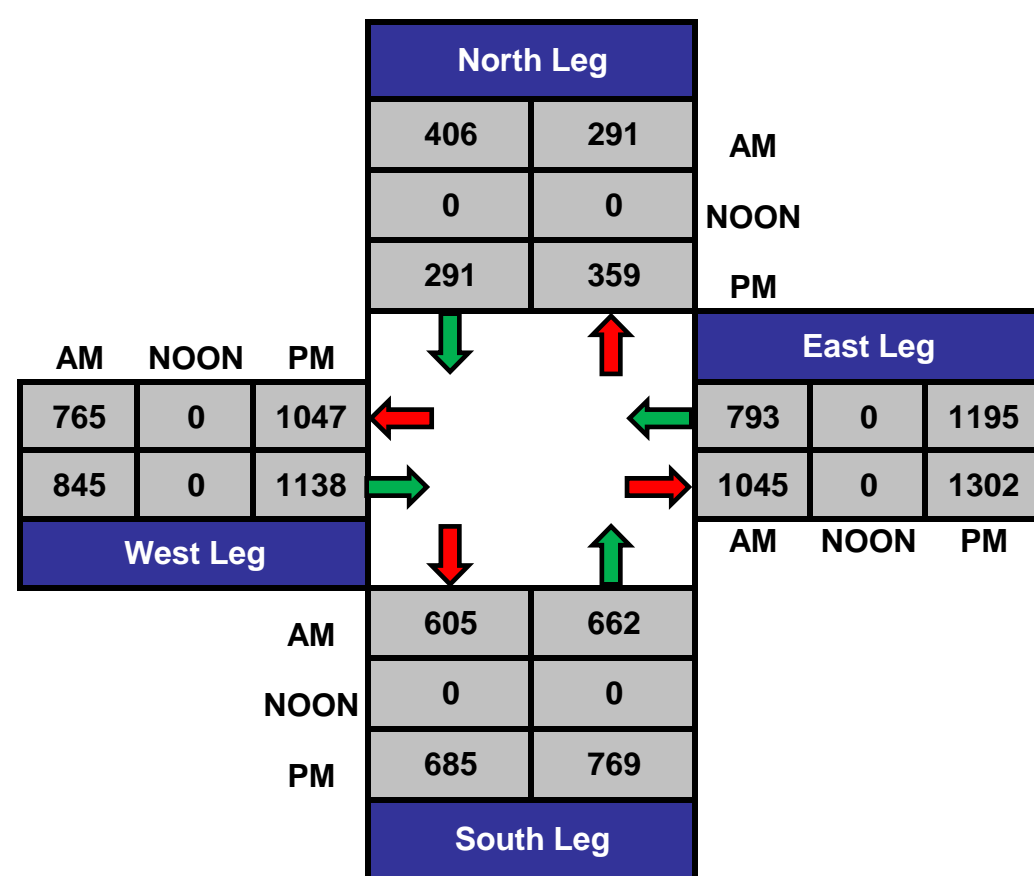 North Leg
406 291 AM
0 0 NOON
291 359 PM
East Leg
AM NOON PM
765 0 1047
793 0 1195
845 0 1138
1045 0 1302
West Leg
AM NOON PM
AM 605 662
NOON 0 0
PM 685 769
South Leg